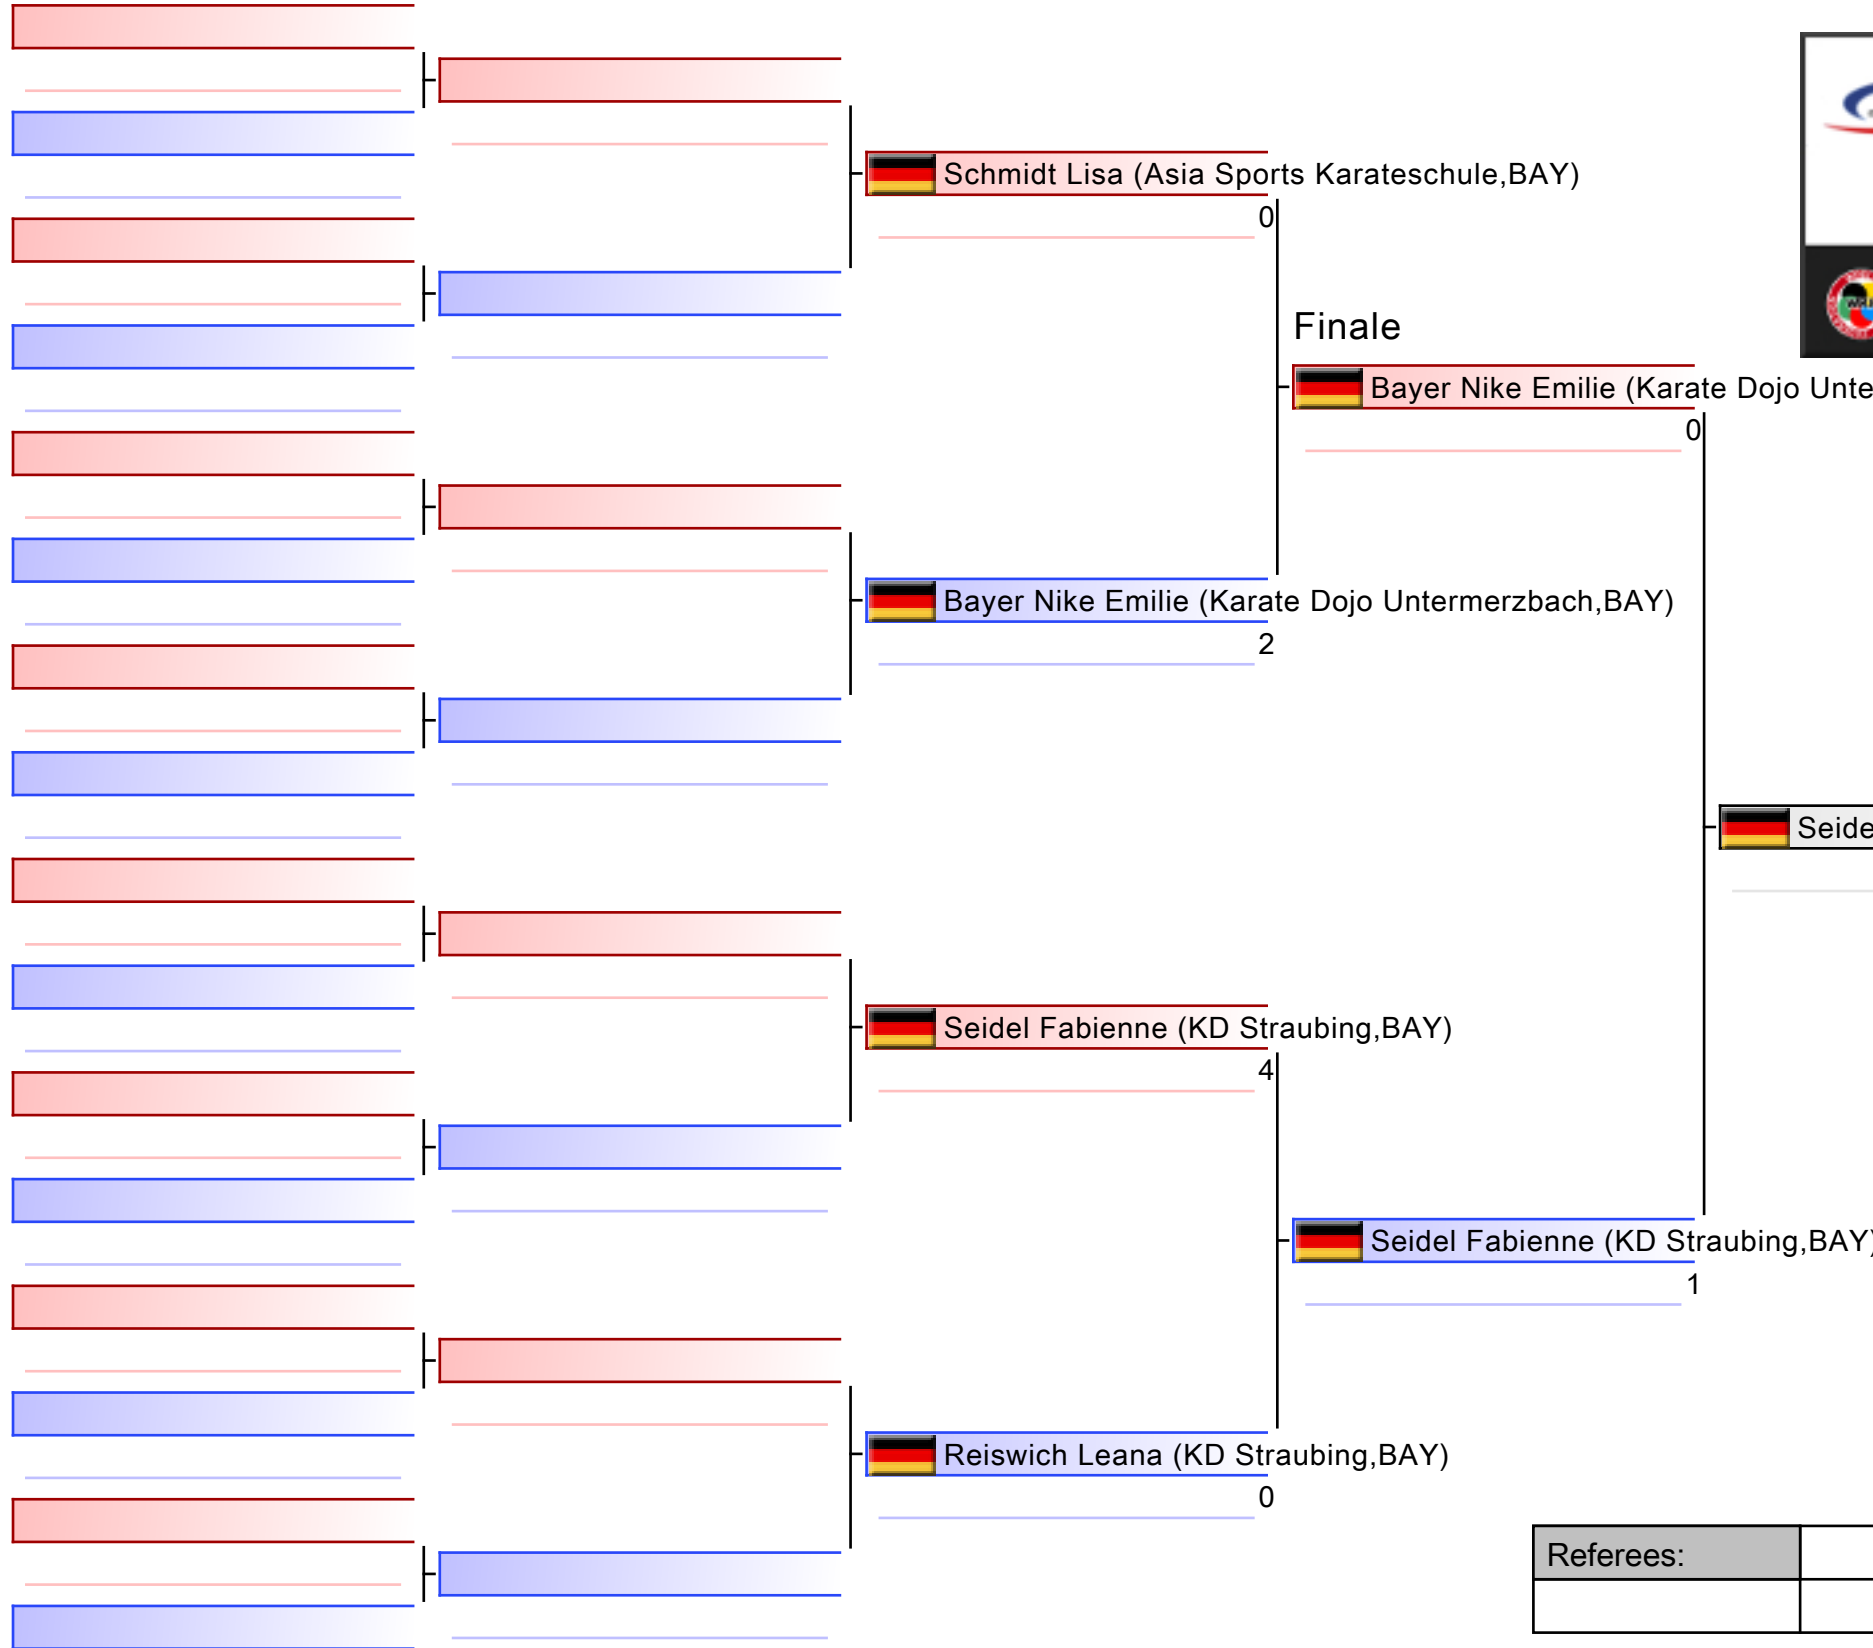 Schmidt Lisa (Asia Sports Karateschule,BAY)
0
Finale
Bayer Nike Emilie (Karate Dojo Unte
0
Bayer Nike Emilie (Karate Dojo Untermerzbach,BAY)
2
Seide
Seidel Fabienne (KD Straubing,BAY)
4
Seidel Fabienne (KD Straubing,BAY)
1
Reiswich Leana (KD Straubing,BAY)
0
Referees: